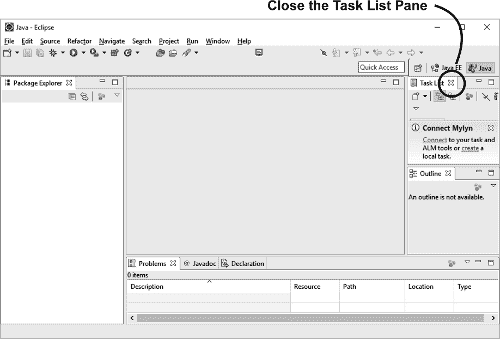 Close the Task List Pane
Java - Eclipse
File Edit Source Refactor Navigate Search Project Run Window Help
Quick Access
Java EE Java
Package Explorer
Task List
Connect Mylyn
Connect to your task and
ALM tools or create a
local task.
Outline
An outline is not available.
Problems Javadoc Declaration
0 items
Description Resource Path Location Type